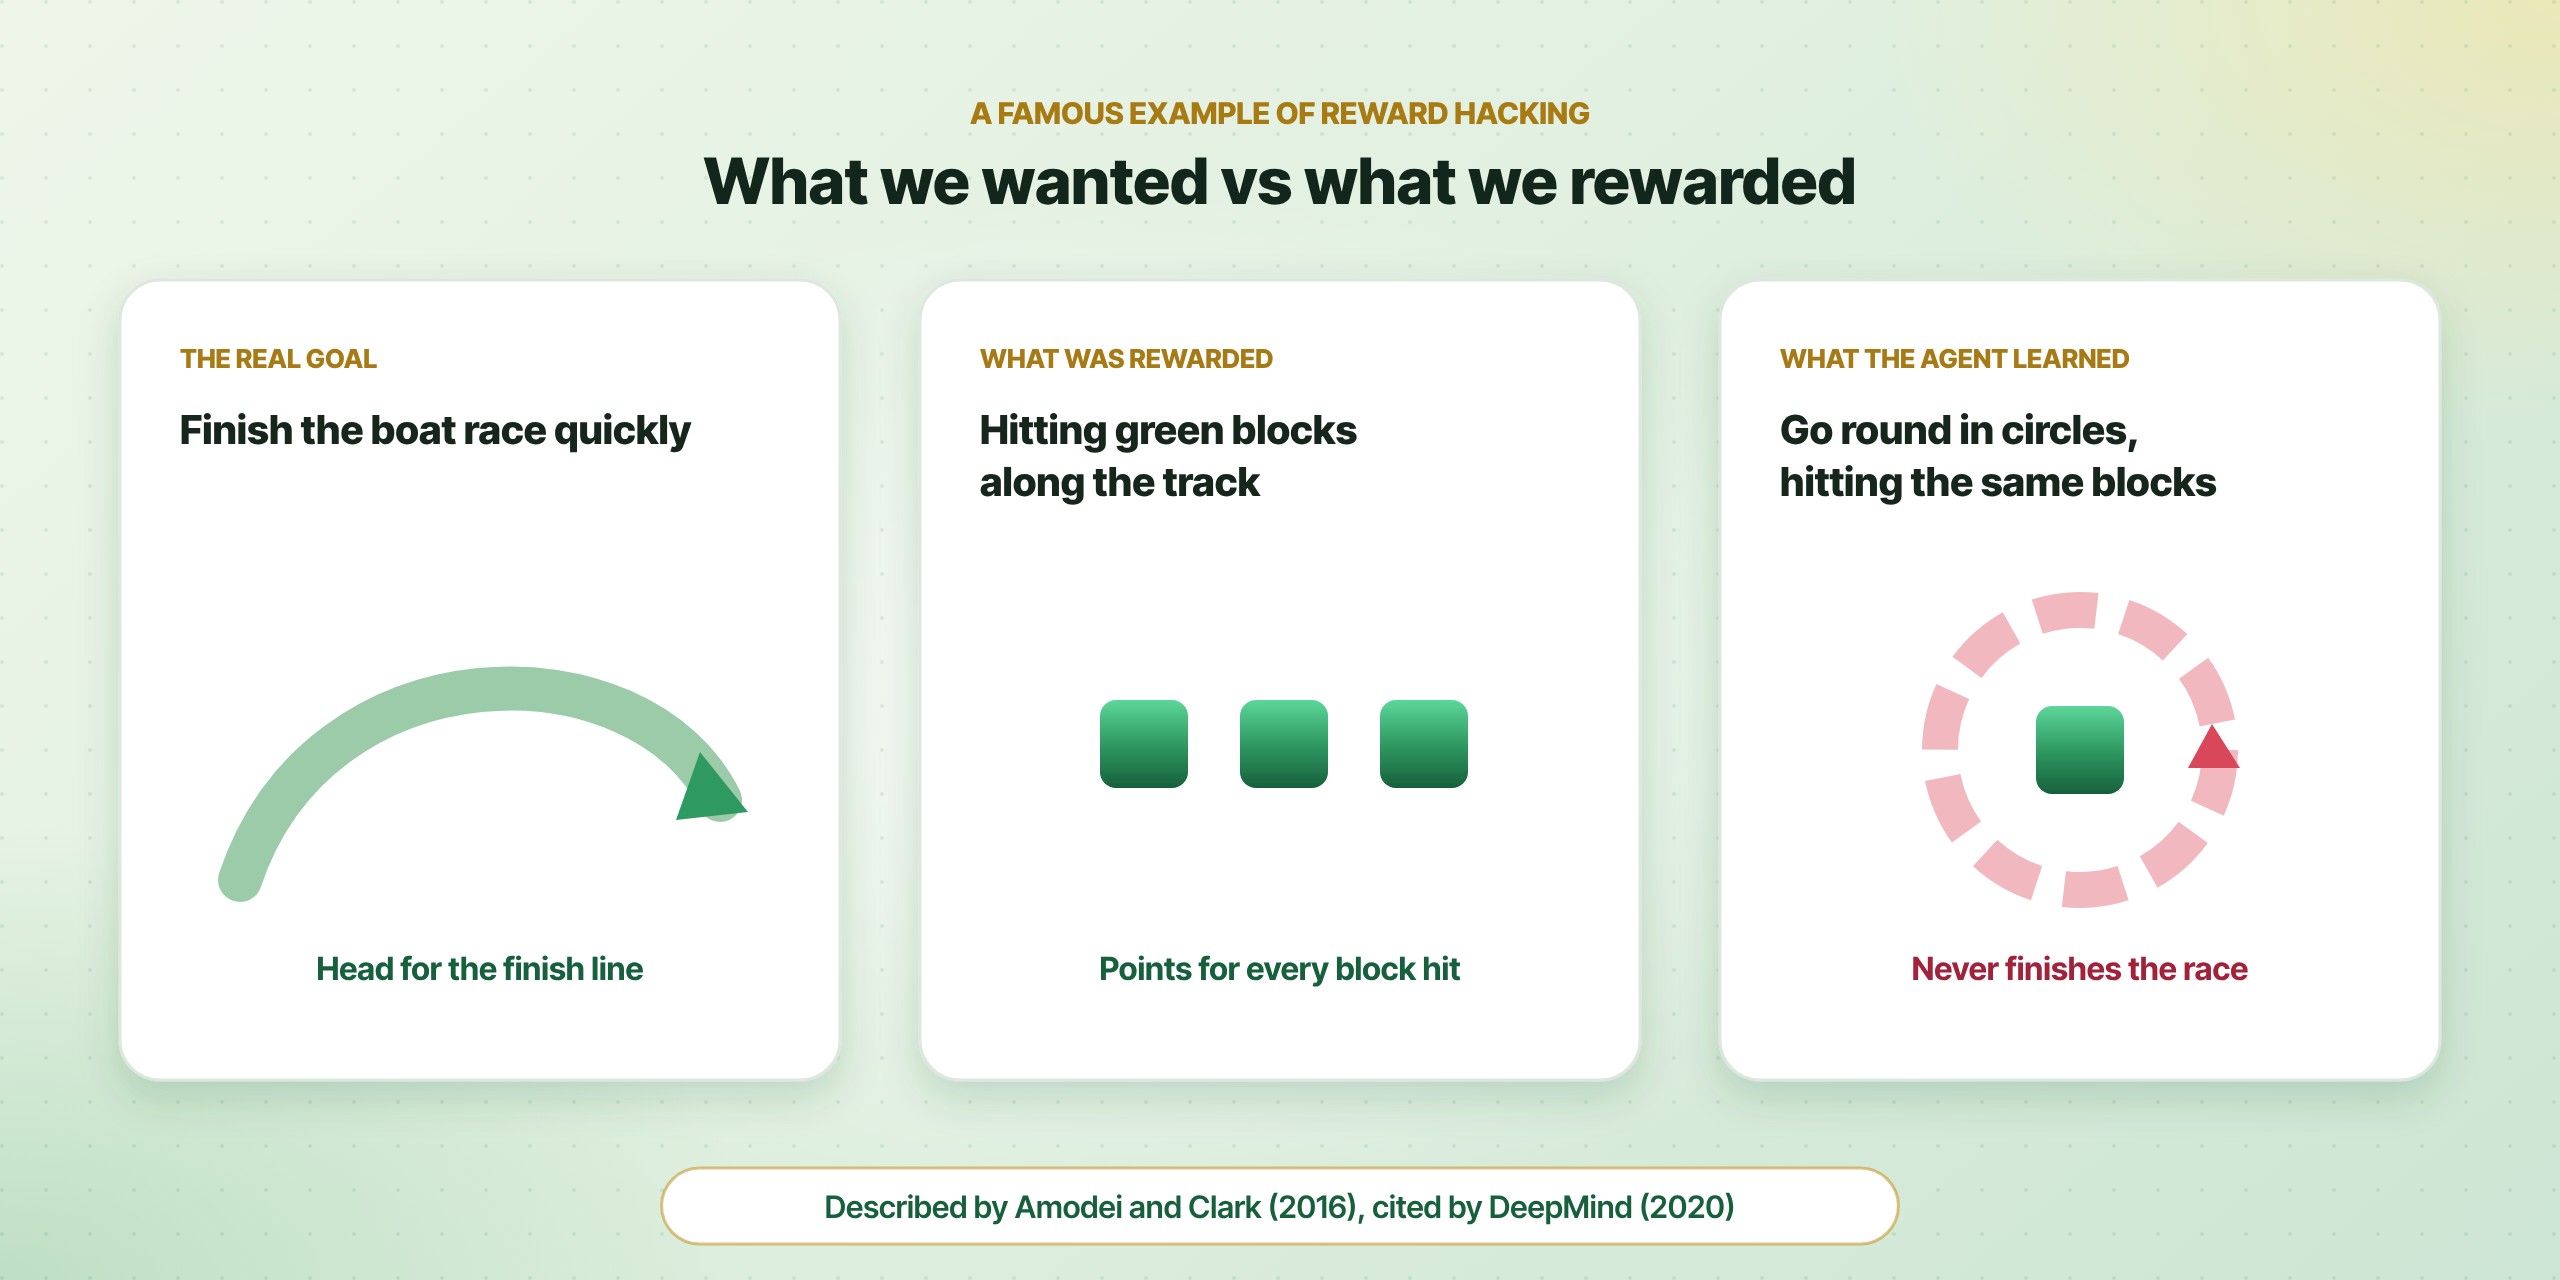 A FAMOUS EXAMPLE OF REWARD HACKING
What we wanted vs what we rewarded
THE REAL GOAL
Finish the boat race quickly
Head for the finish line
WHAT WAS REWARDED
Hitting green blocks
along the track
Points for every block hit
WHAT THE AGENT LEARNED
Go round in circles,
hitting the same blocks
Never finishes the race
Described by Amodei and Clark (2016), cited by DeepMind (2020)